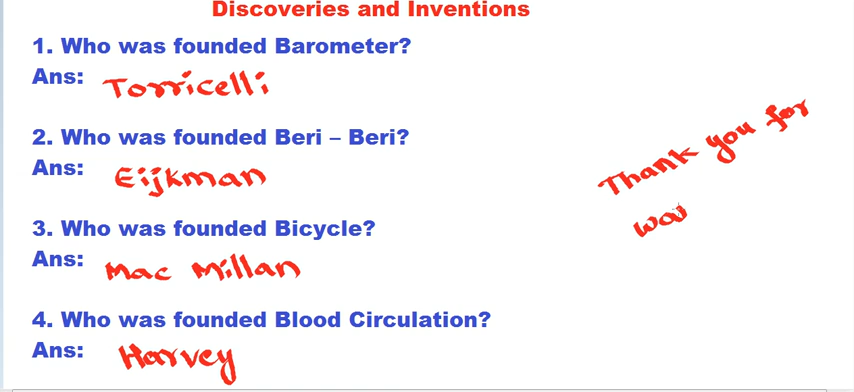 Discoveries and Inventions
1. Who was founded Barometer?
Ans: Torricelli
2. Who was founded Beri – Beri?
Ans: Eijkman
3. Who was founded Bicycle?
Ans: Mac Millan
4. Who was founded Blood Circulation?
Ans: Harvey
Thank you for